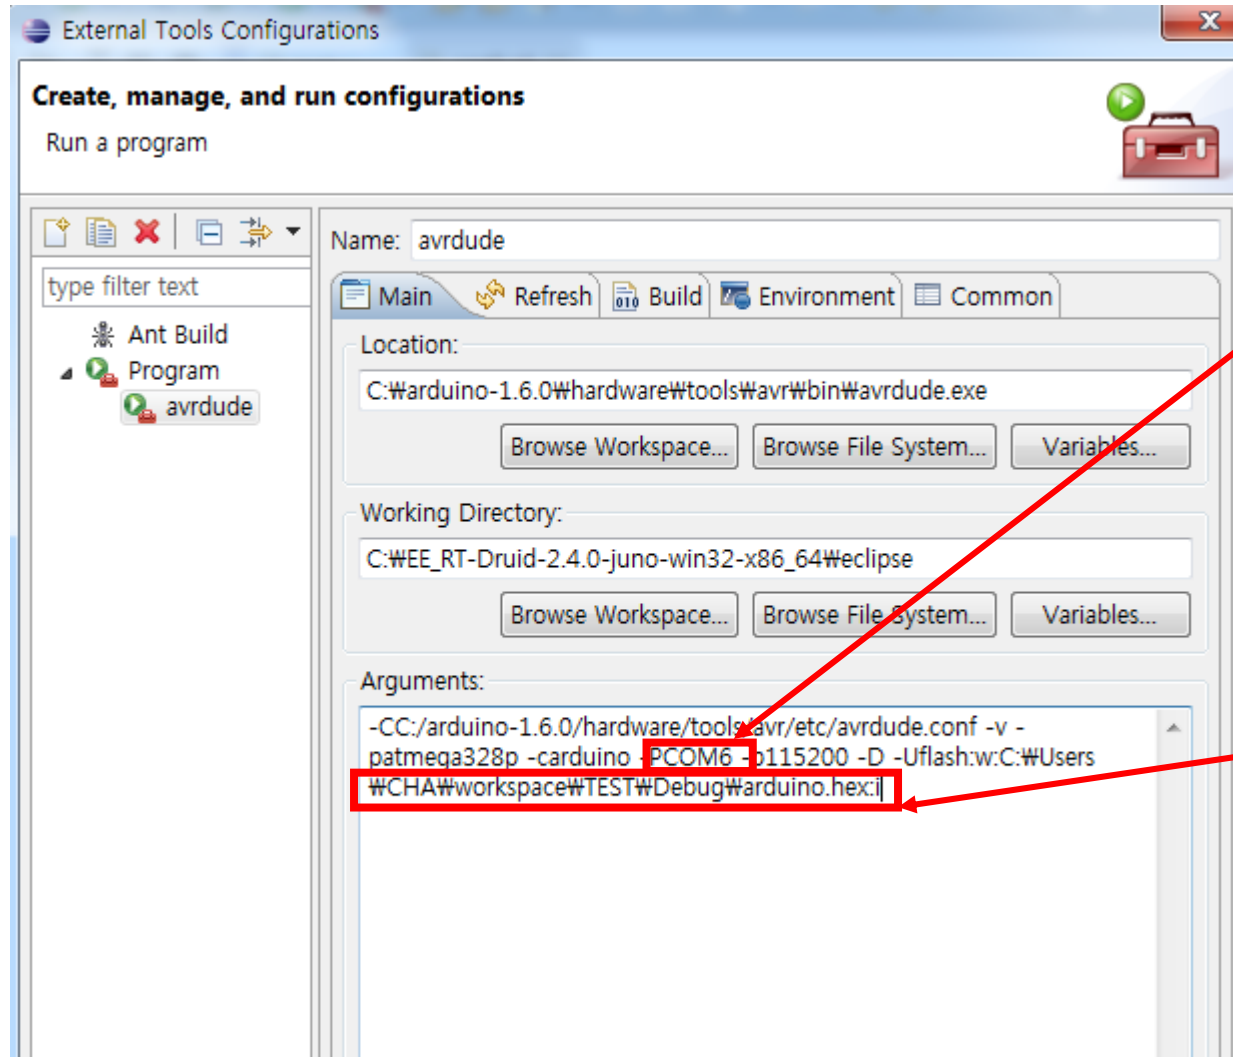 External Tools Configurations
Create, manage, and run configurations
Run a program
type filter text
Ant Build
Program
avrdude
Name: avrdude
Main Refresh Build Environment Common
Location:
C:₩arduino-1.6.0₩hardware₩tools₩avr₩bin₩avrdude.exe
Browse Workspace... Browse File System... Variables...
Working Directory:
C:₩EE_RT-Druid-2.4.0-juno-win32-x86_64₩eclipse
Browse Workspace... Browse File System... Variables...
Arguments:
-CC:/arduino-1.6.0/hardware/tools/avr/etc/avrdude.conf -v -
patmega328p -carduino -PCOM6 -b115200 -D -Uflash:w:C:₩Users
₩CHA₩workspace₩TEST₩Debug₩arduino.hex:i